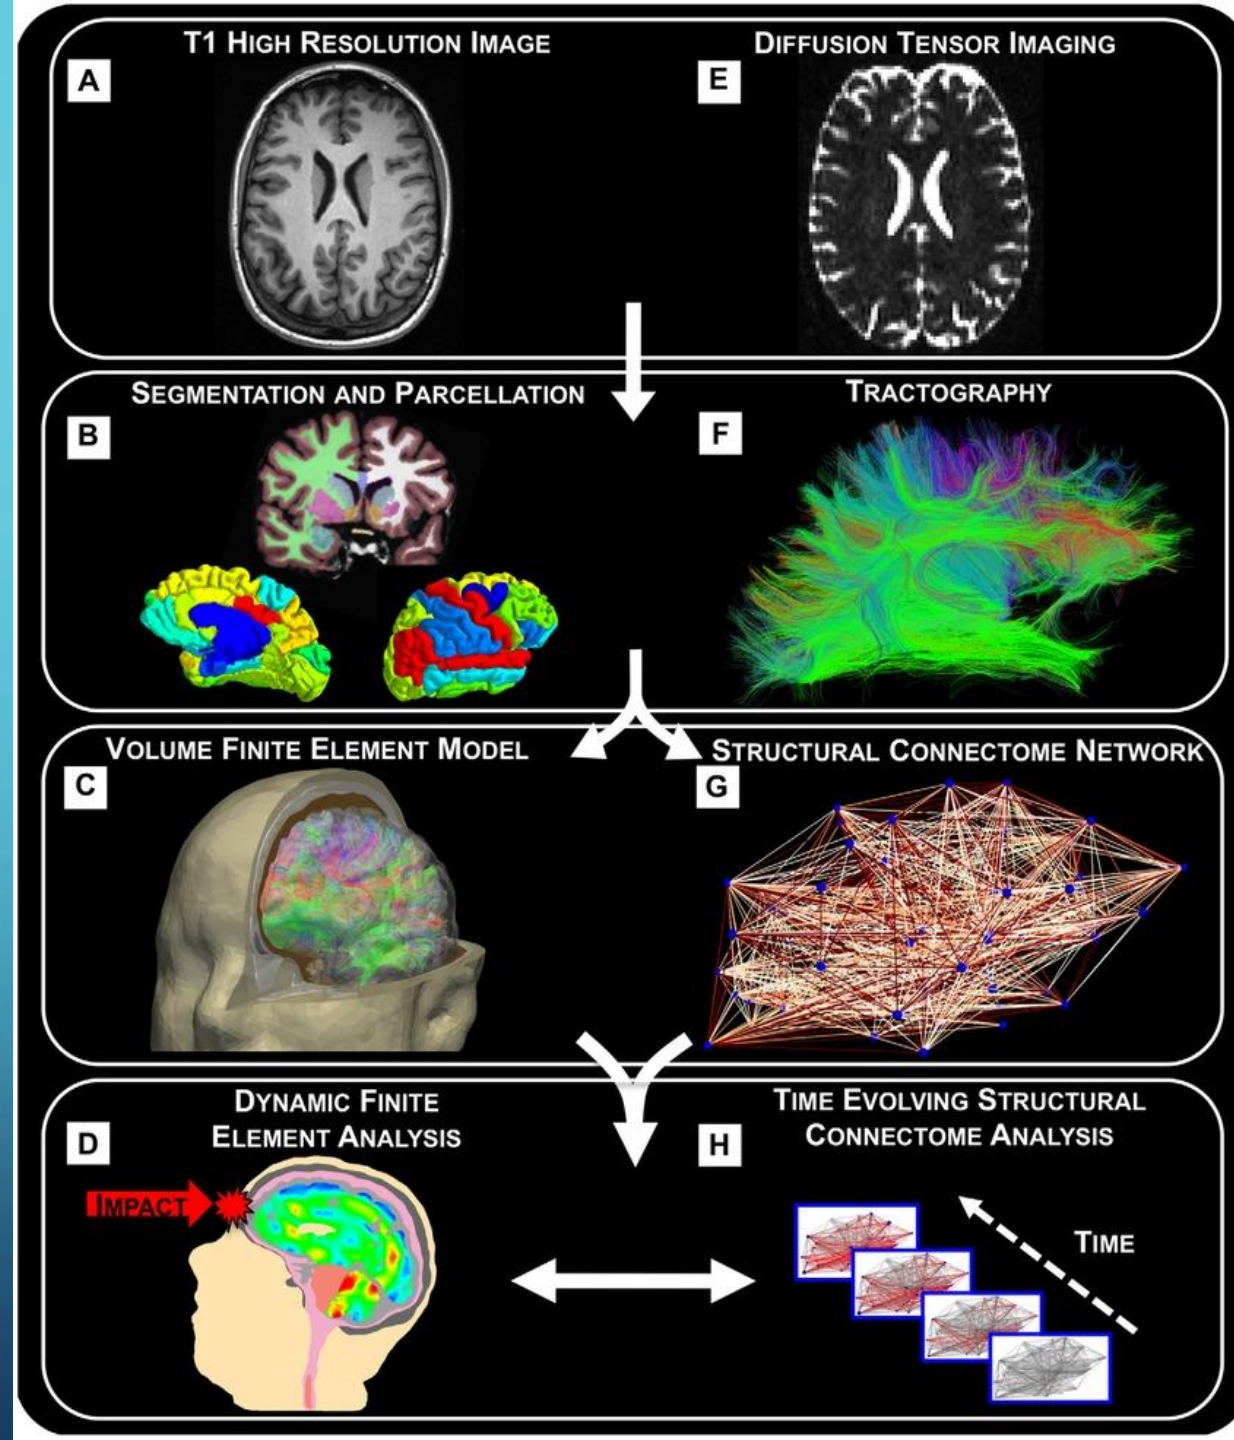 T1 HIGH RESOLUTION IMAGE
DIFFUSION TENSOR IMAGING
A
E
SEGMENTATION AND PARCELLATION
TRACTOGRAPHY
B
F
VOLUME FINITE ELEMENT MODEL
STRUCTURAL CONNECTOME NETWORK
C
G
DYNAMIC FINITE
ELEMENT ANALYSIS
TIME EVOLVING STRUCTURAL
CONNECTOME ANALYSIS
D
H
IMPACT
TIME